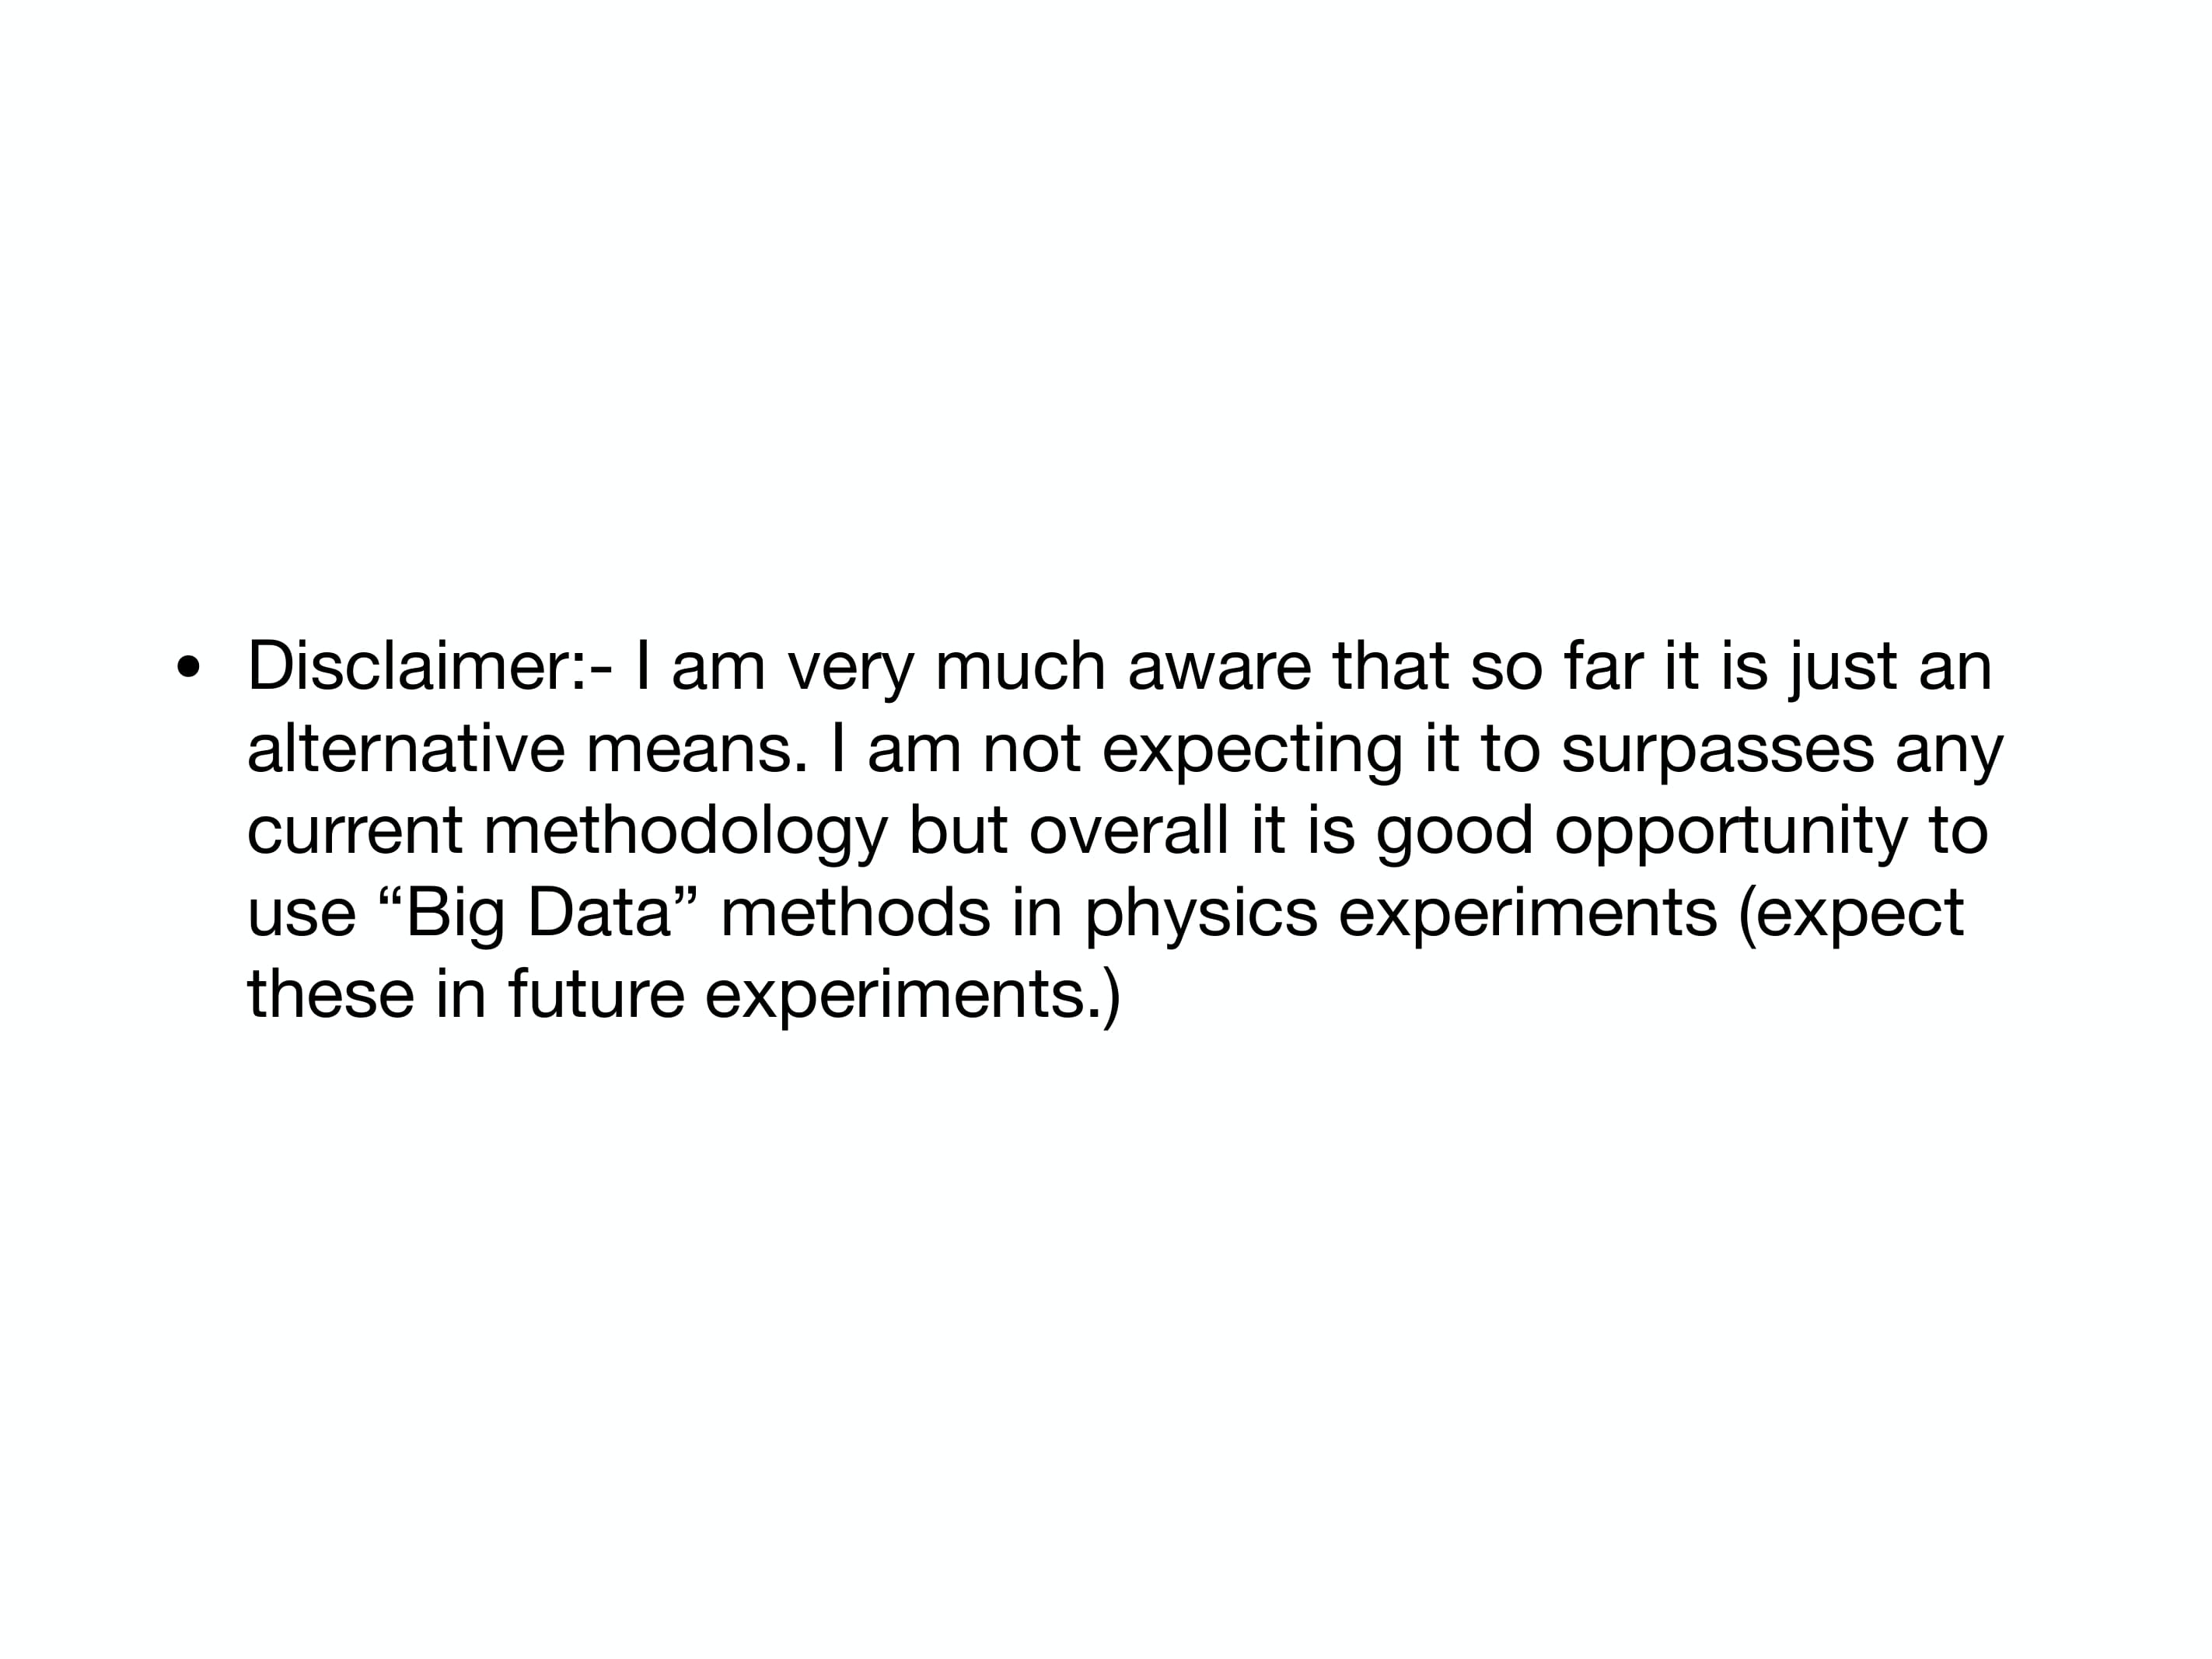 • Disclaimer:- I am very much aware that so far it is just an
alternative means. I am not expecting it to surpasses any
current methodology but overall it is good opportunity to
use “Big Data” methods in physics experiments (expect
these in future experiments.)